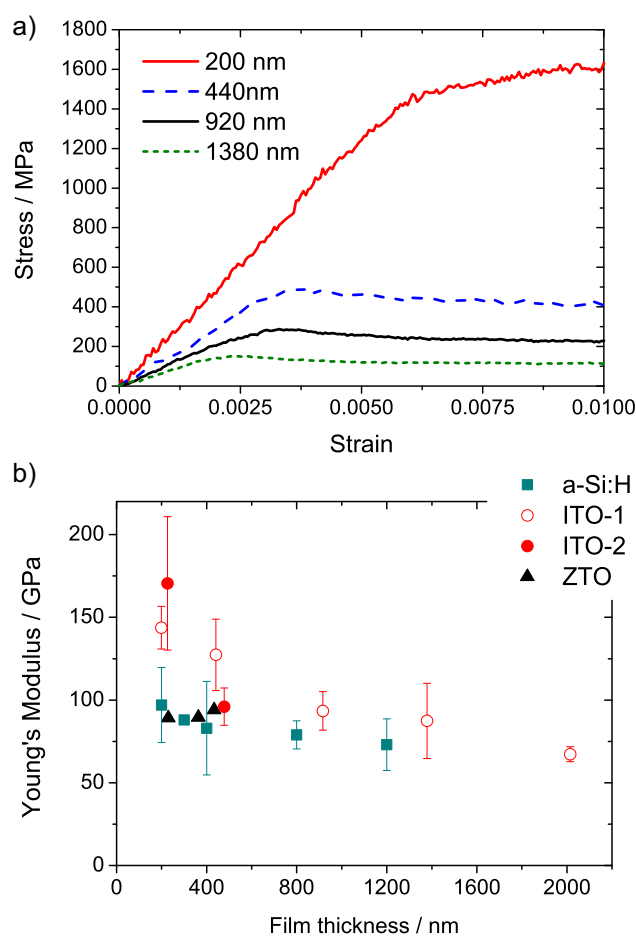 a)
1800
1600
1400
1200
1000
800
600
400
200
0
Stress / MPa
200 nm
440nm
920 nm
1380 nm
0.0000 0.0025 0.0050 0.0075 0.0100
Strain
b)
a-Si:H
ITO-1
ITO-2
ZTO
200
150
100
50
0
Young's Modulus / GPa
0 400 800 1200 1600 2000
Film thickness / nm